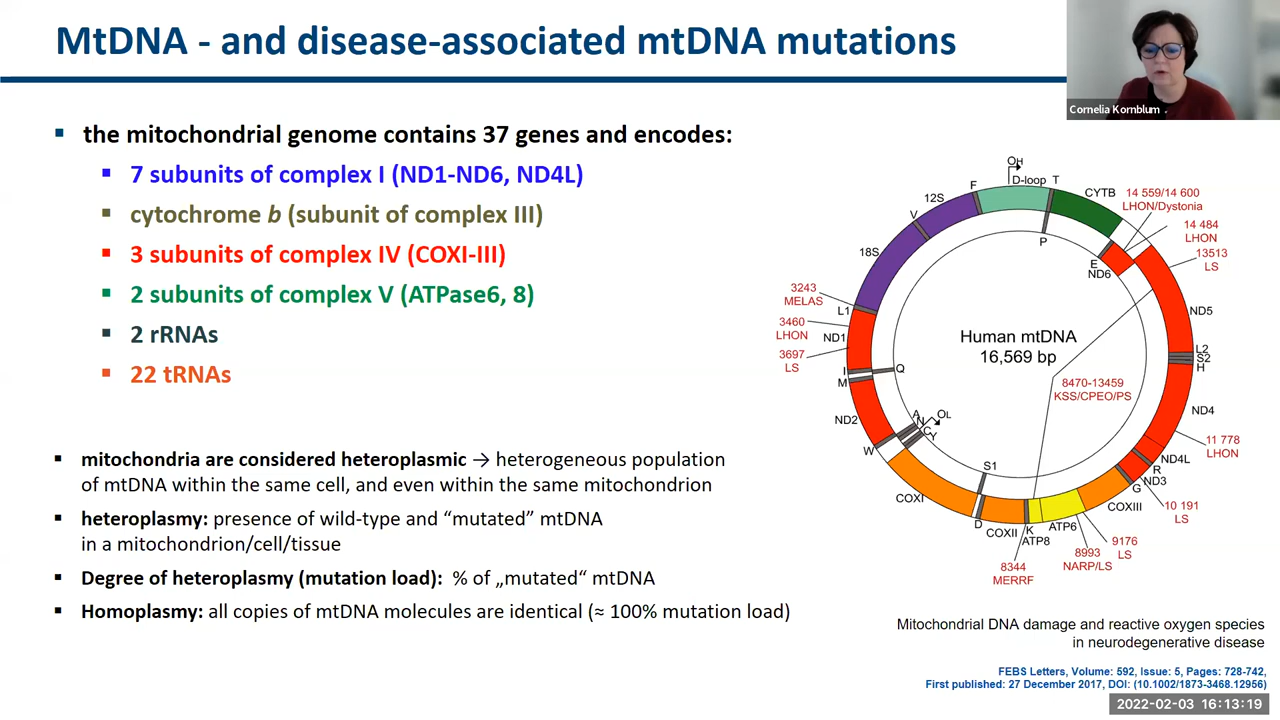 MtDNA - and disease-associated mtDNA mutations
Cornelia Kornblum
▪ the mitochondrial genome contains 37 genes and encodes:
▪ 7 subunits of complex I (ND1-ND6, ND4L)
▪ cytochrome b (subunit of complex III)
▪ 3 subunits of complex IV (COXI-III)
▪ 2 subunits of complex V (ATPase6, 8)
▪ 2 rRNAs
▪ 22 tRNAs
▪ mitochondria are considered heteroplasmic → heterogeneous population
of mtDNA within the same cell, and even within the same mitochondrion
▪ heteroplasmy: presence of wild-type and “mutated” mtDNA
in a mitochondrion/cell/tissue
▪ Degree of heteroplasmy (mutation load): % of „mutated“ mtDNA
▪ Homoplasmy: all copies of mtDNA molecules are identical (≈ 100% mutation load)
OH
D-loop
T
CYTB
14 559/14 600
LHON/Dystonia
14 484
LHON
13513
LS
P
E
ND6
ND5
L2
S2
H
ND4
11 778
LHON
ND4L
R
ND3
G
10 191
LS
COXIII
9176
LS
ATP6
8993
NARP/LS
ATP8
K
8344
MERRF
COXII
D
S1
COXI
W
A
N
C
Y
OL
ND2
M
I
Q
3697
LS
ND1
3460
LHON
L1
3243
MELAS
18S
V
12S
F
Human mtDNA
16,569 bp
8470-13459
KSS/CPEO/PS
Mitochondrial DNA damage and reactive oxygen species
in neurodegenerative disease
FEBS Letters, Volume: 592, Issue: 5, Pages: 728-742,
First published: 27 December 2017, DOI: (10.1002/1873-3468.12956)
2022-02-03 16:13:19